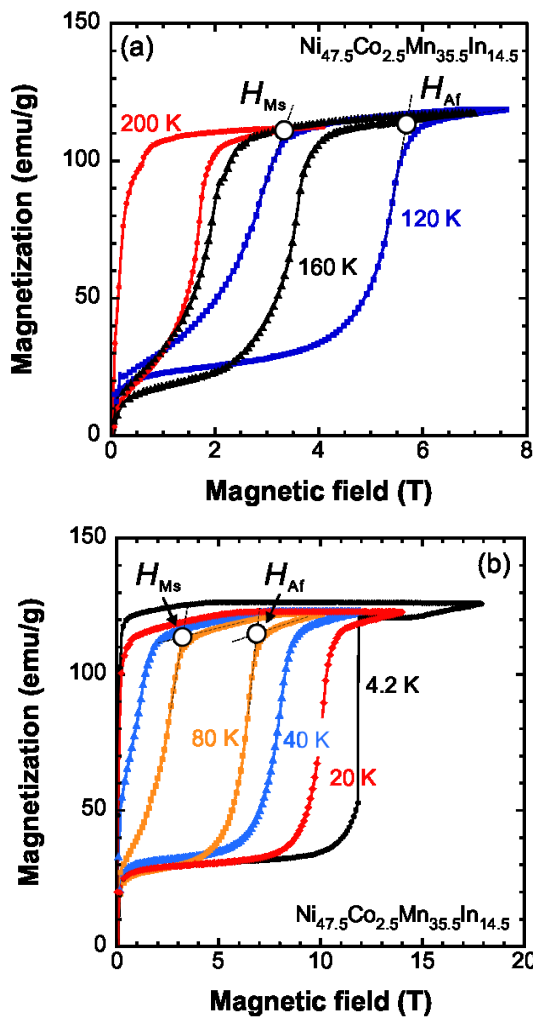 150
(a)
Ni47.5Co2.5Mn35.5In14.5
HMs
HAf
200 K
100
120 K
160 K
50
0
Magnetization (emu/g)
0 2 4 6 8
Magnetic field (T)
150
(b)
HMs
HAf
100
4.2 K
80 K
40 K
20 K
50
Ni47.5Co2.5Mn35.5In14.5
0
Magnetization (emu/g)
0 5 10 15 20
Magnetic field (T)